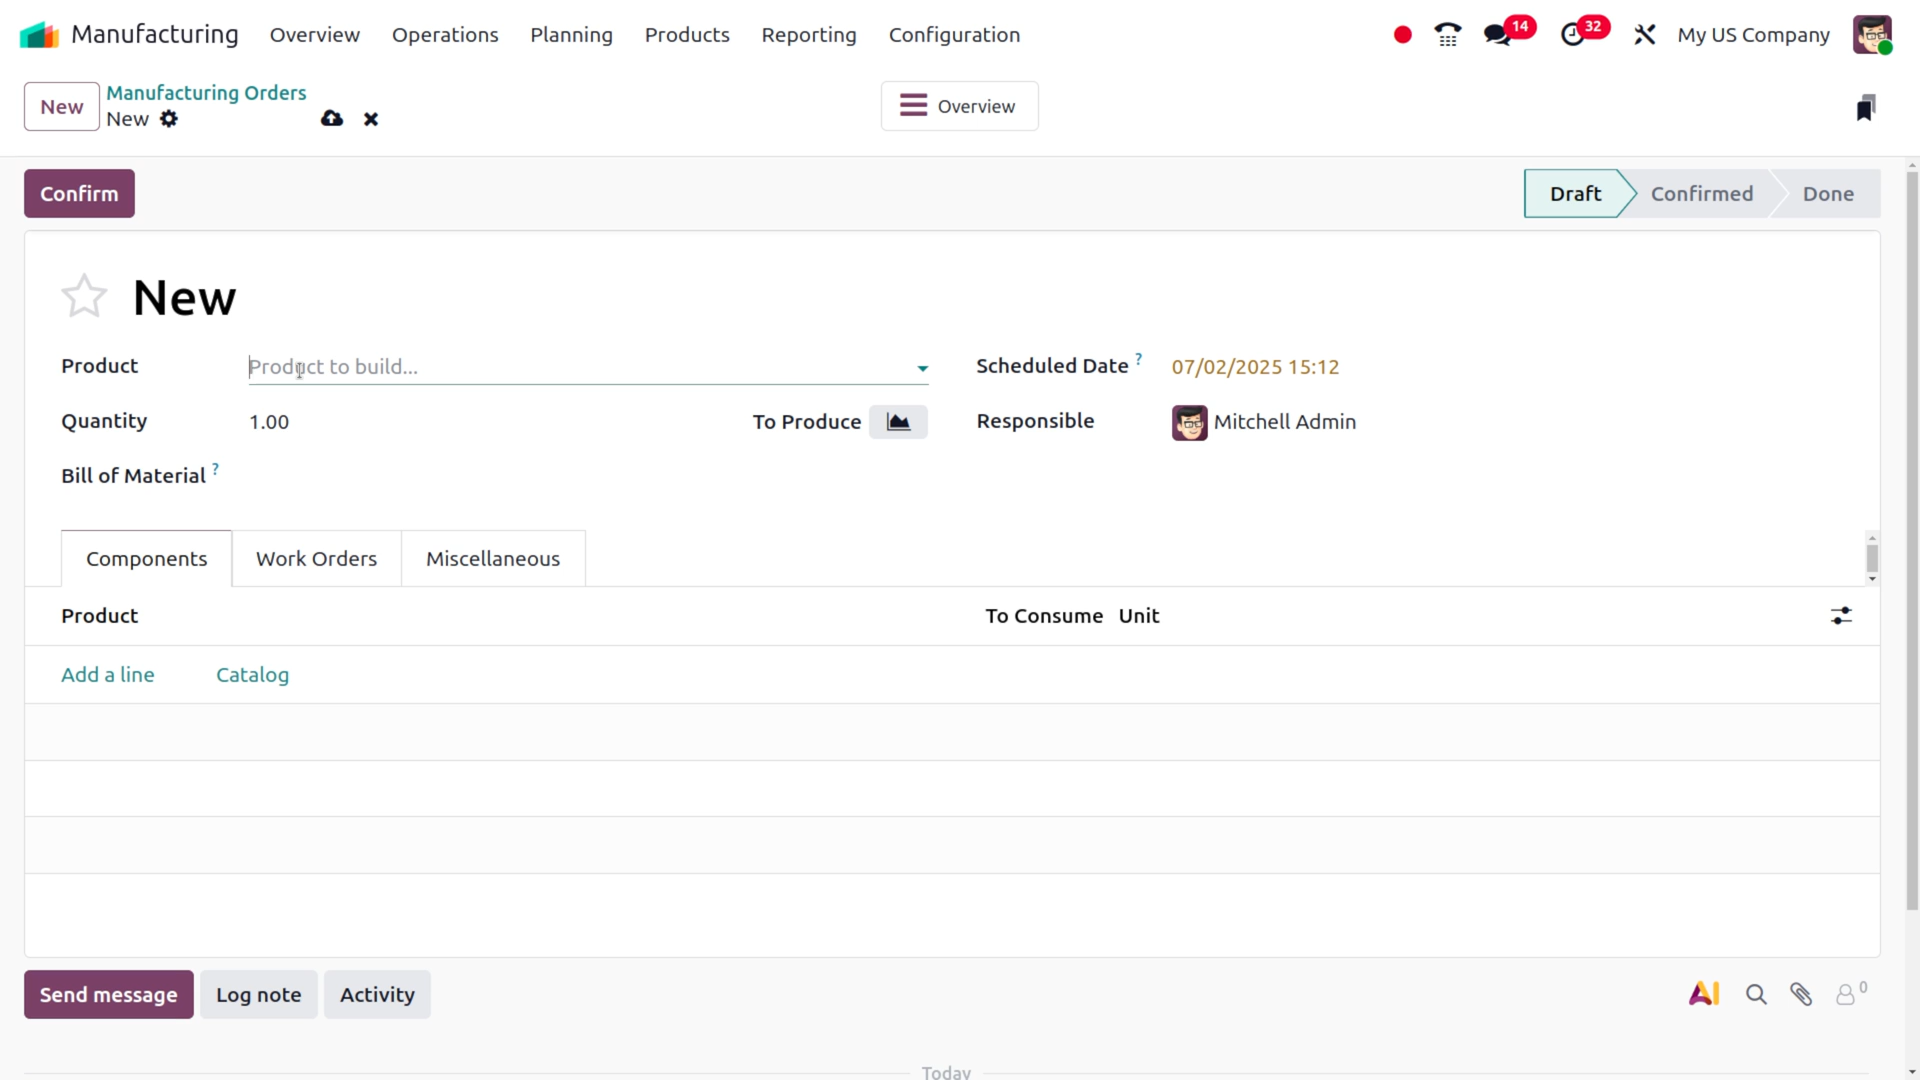 Manufacturing Overview Operations Planning Products Reporting Configuration 14 32 My US Company
New Manufacturing Orders
New
Overview
Confirm Draft Confirmed Done
New
Product Product to build... Scheduled Date ? 07/02/2025 15:12
Quantity 1.00 To Produce Responsible Mitchell Admin
Bill of Material ?
Components Work Orders Miscellaneous
Product To Consume Unit
Add a line Catalog
Send message Log note Activity AI 0
Today